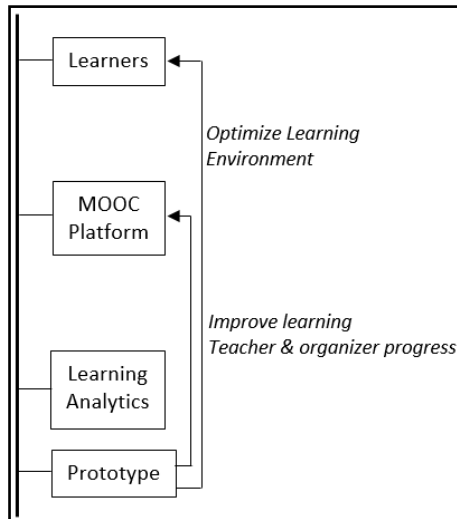 Learners
Optimize Learning
Environment
MOOC
Platform
Improve learning
Teacher & organizer progress
Learning
Analytics
Prototype